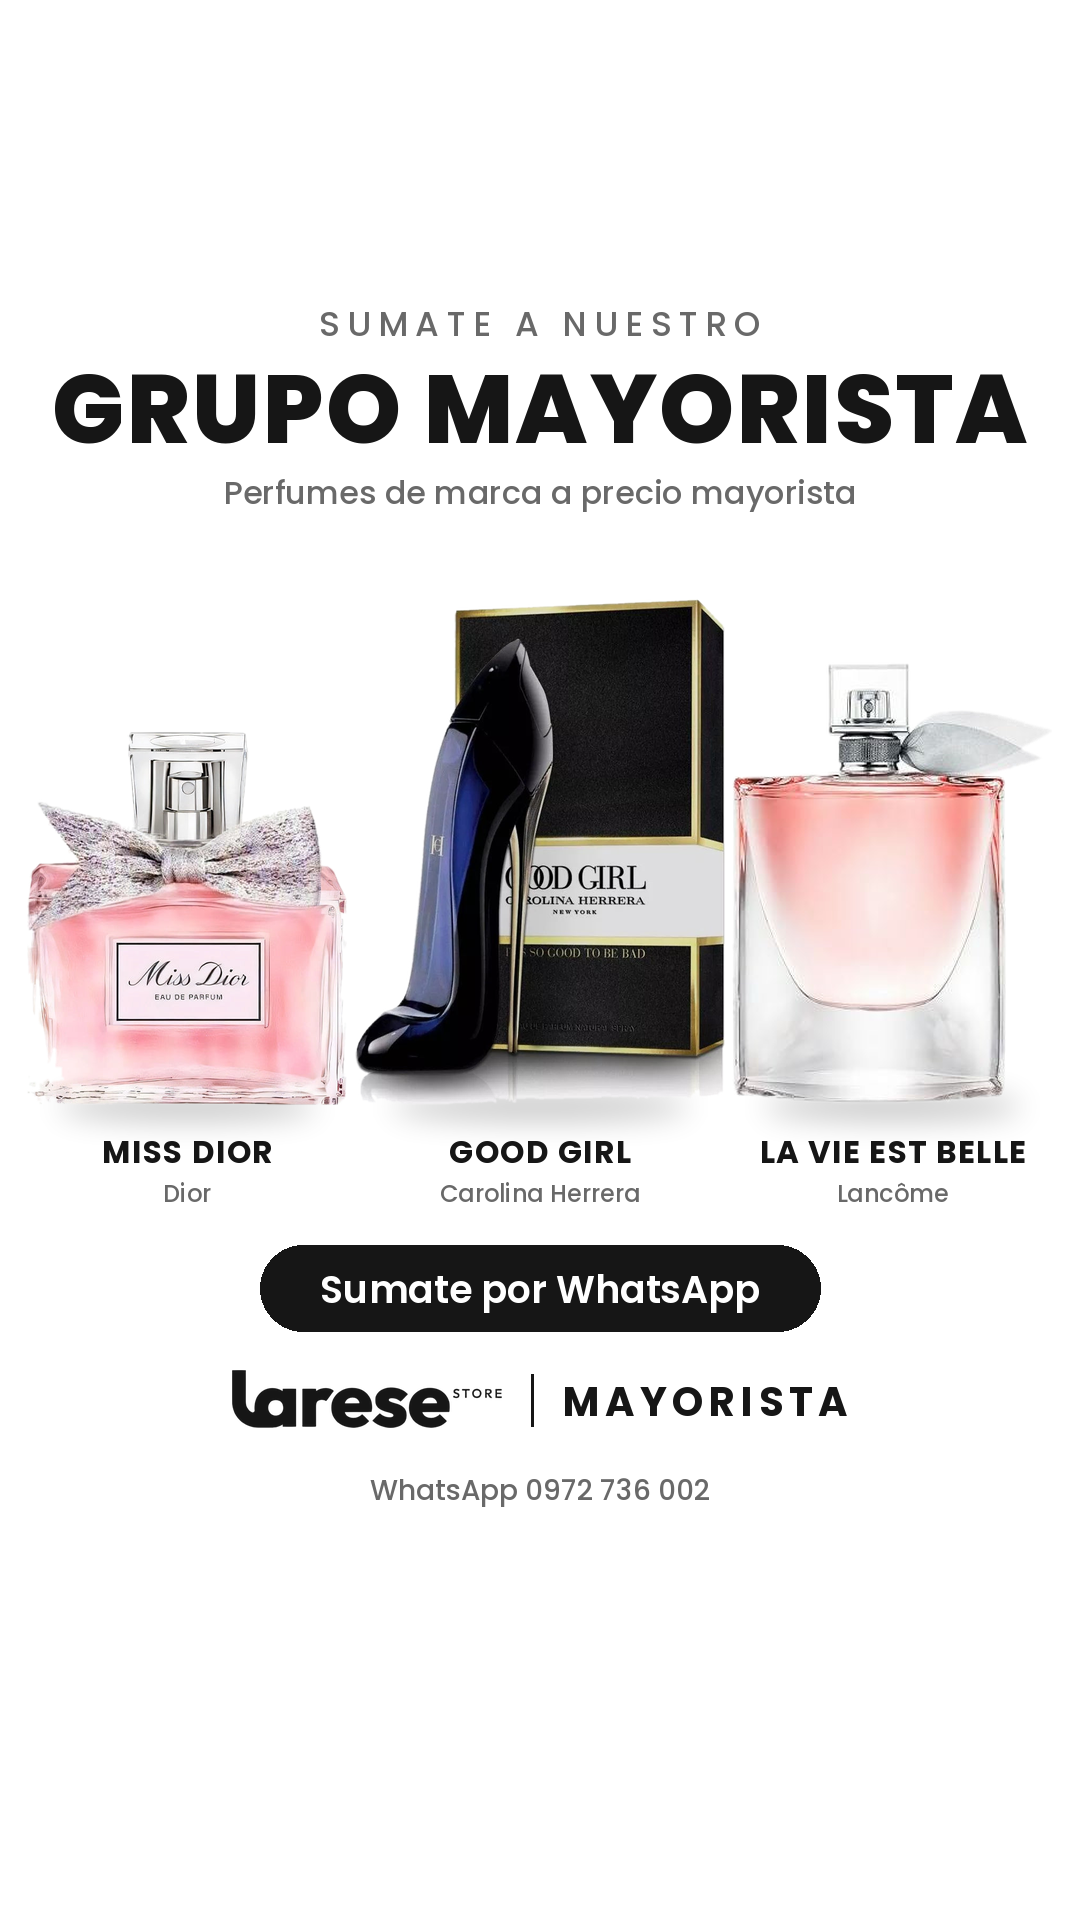 SUMATE A NUESTRO
GRUPO MAYORISTA
Perfumes de marca a precio mayorista
GOOD GIRL
CAROLINA HERRERA
NEW YORK
SO GOOD TO BE BAD
Miss Dior
EAU DE PARFUM
MISS DIOR
Dior
GOOD GIRL
Carolina Herrera
LA VIE EST BELLE
Lancôme
Sumate por WhatsApp
larese STORE | MAYORISTA
WhatsApp 0972 736 002